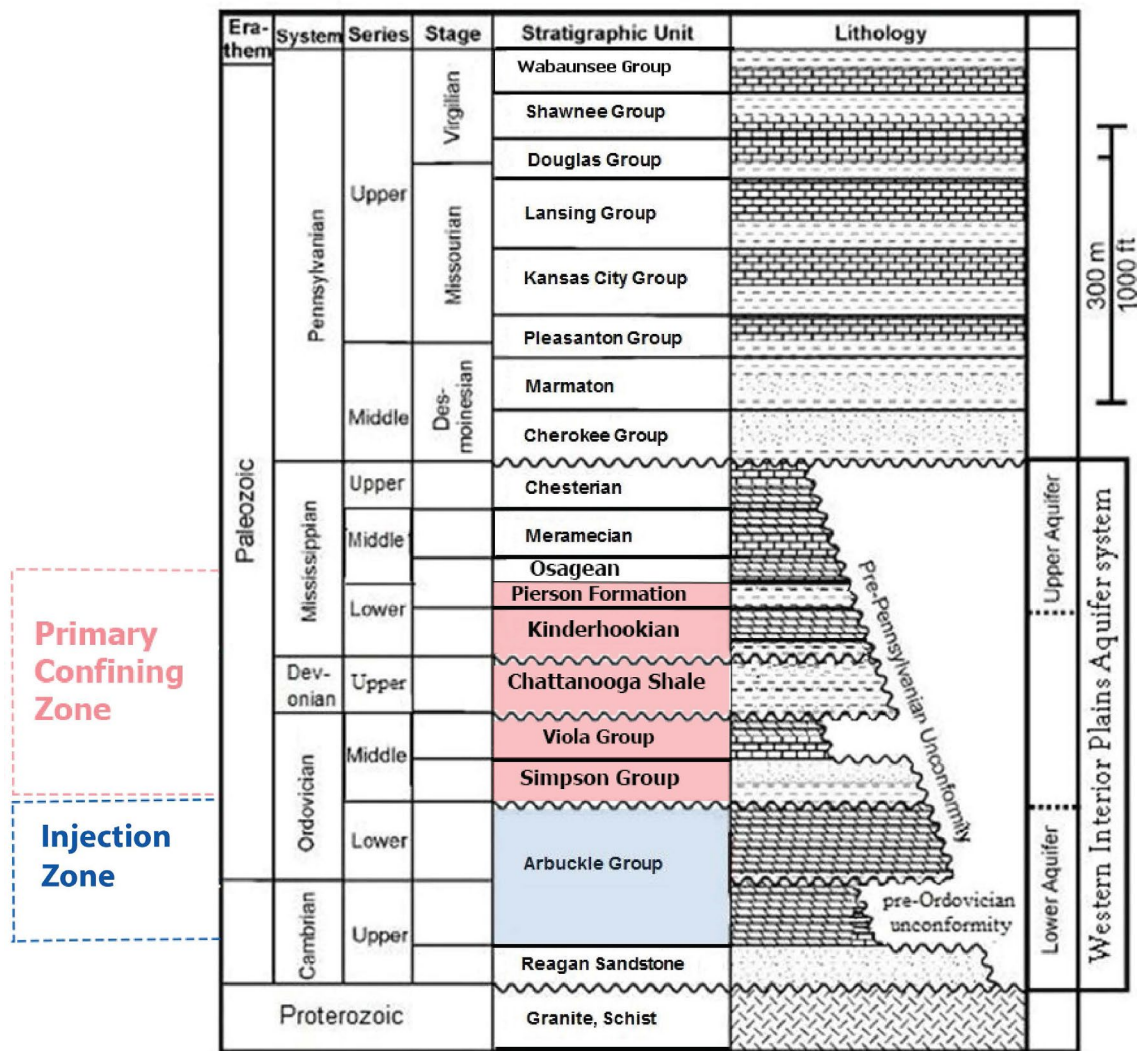 Era-
them
System
Series
Stage
Stratigraphic Unit
Lithology
Paleozoic
Pennsylvanian
Upper
Virgilian
Wabaunsee Group
Shawnee Group
Douglas Group
Missourian
Lansing Group
Kansas City Group
Pleasanton Group
Middle
Des-
moinesian
Marmaton
Cherokee Group
300 m
1000 ft
Mississippian
Upper
Chesterian
Middle
Meramecian
Osagean
Lower
Pierson Formation
Kinderhookian
Dev-
onian
Upper
Chattanooga Shale
Ordovician
Middle
Viola Group
Simpson Group
Lower
Arbuckle Group
Cambrian
Upper
Reagan Sandstone
Proterozoic
Granite, Schist
Pre-Pennsylvanian Unconformity
pre-Ordovician
unconformity
Upper Aquifer
Lower Aquifer
Western Interior Plains Aquifer system
Primary
Confining
Zone
Injection
Zone